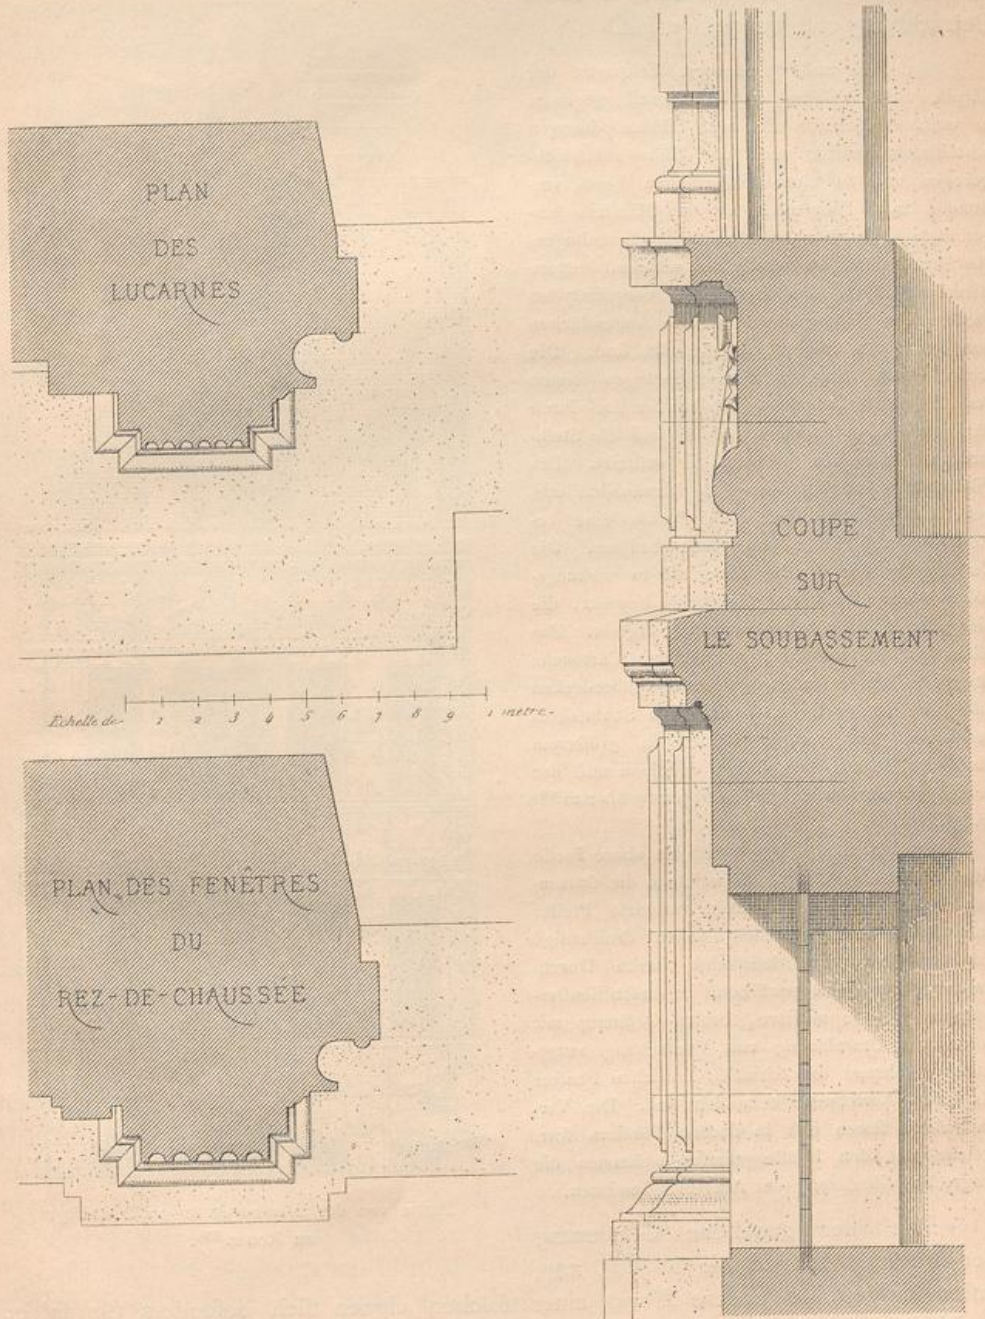 PLAN
DES
LUCARNES
COUPE
SUR
LE SOUBASSEMENT
Echelle de 1 2 3 4 5 6 7 8 9 1 mètre.
PLAN DES FENÊTRES
DU
REZ-DE-CHAUSSÉE